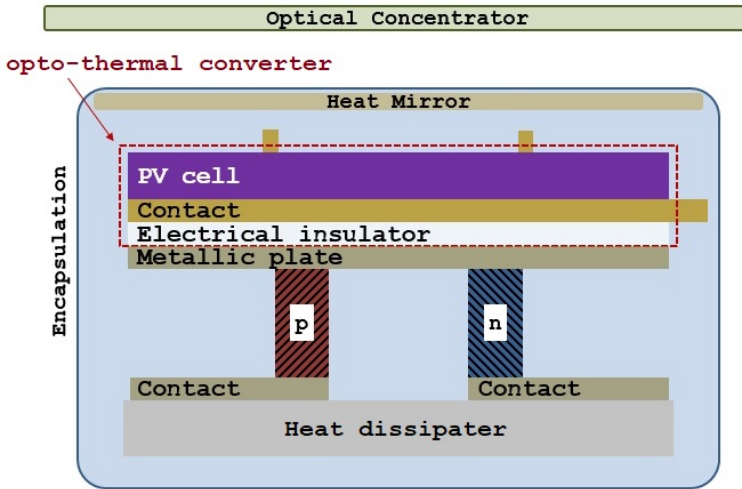 Optical Concentrator
opto-thermal converter
Heat Mirror
PV cell
Contact
Electrical insulator
Metallic plate
Encapsulation
p
n
Contact
Contact
Heat dissipater